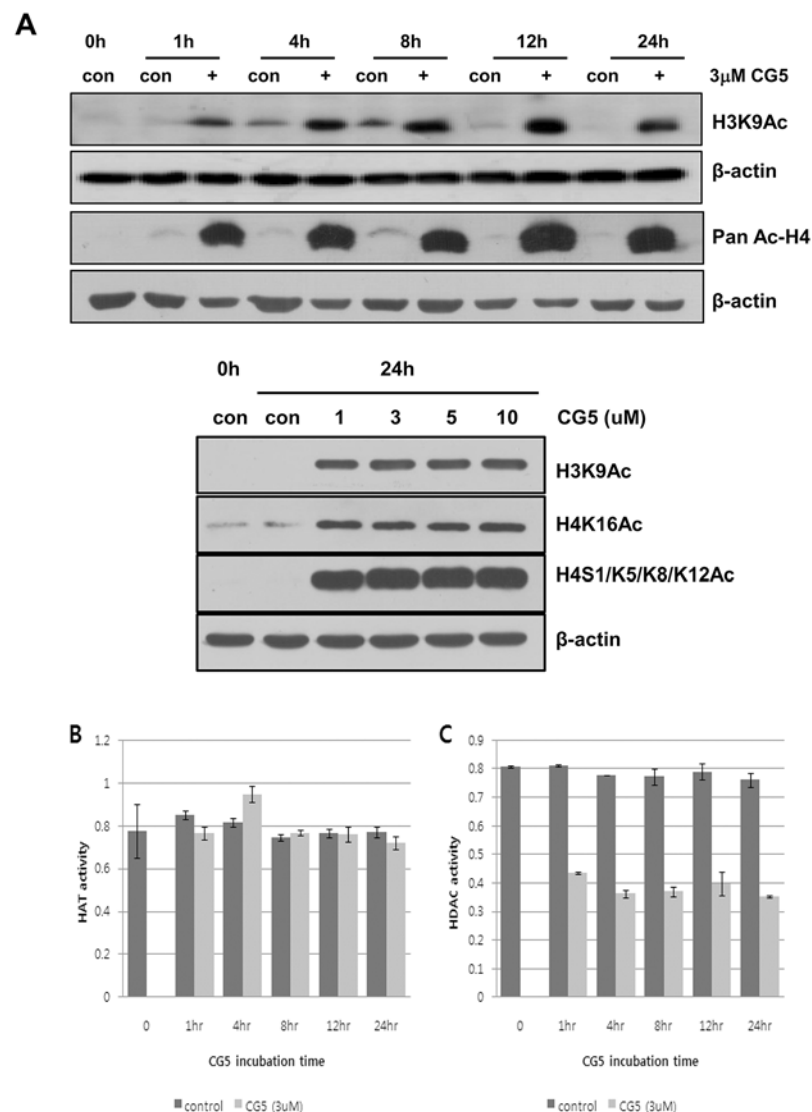 A
0h 1h 4h 8h 12h 24h
con con + con + con + con + con + 3μM CG5
H3K9Ac
β-actin
Pan Ac-H4
β-actin
0h 24h
con con 1 3 5 10 CG5 (uM)
H3K9Ac
H4K16Ac
H4S1/K5/K8/K12Ac
β-actin
B
1.2
1
0.8
0.6
0.4
0.2
0
HAT activity
0 1hr 4hr 8hr 12hr 24hr
CG5 incubation time
control CG5 (3uM)
C
0.9
0.8
0.7
0.6
0.5
0.4
0.3
0.2
0.1
0
HDAC activity
0 1hr 4hr 8hr 12hr 24hr
CG5 incubation time
control CG5 (3uM)